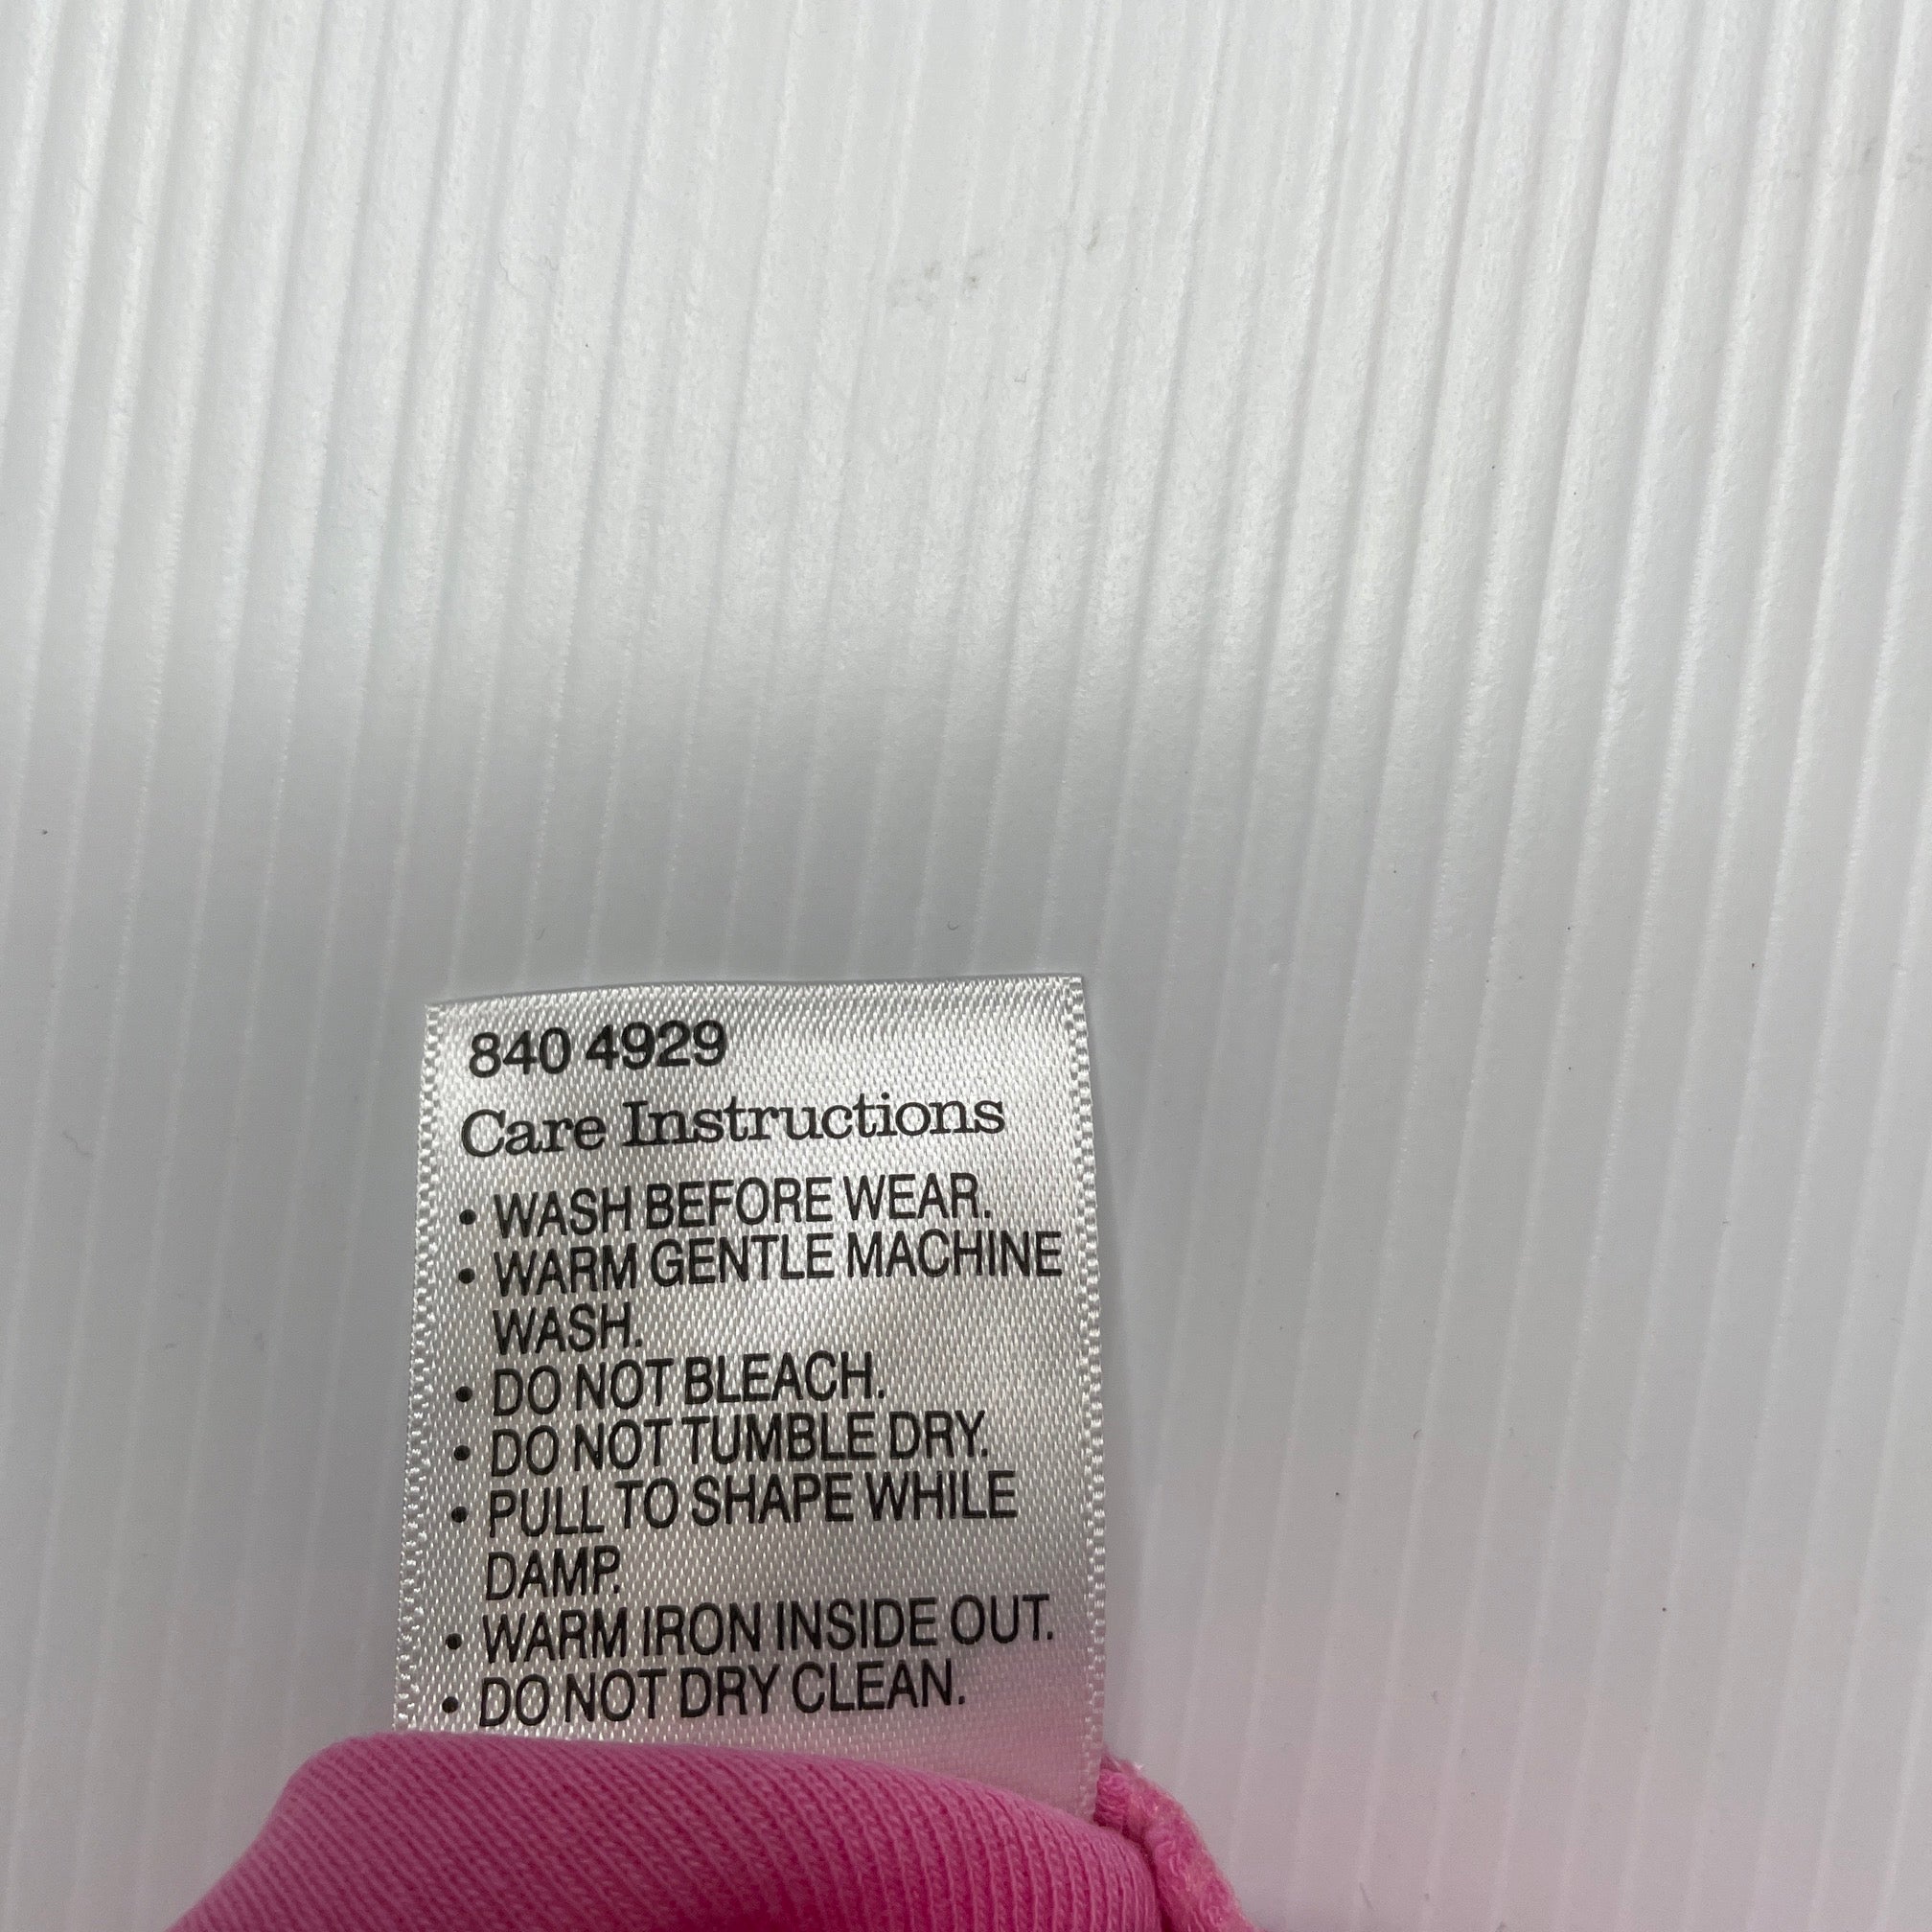 840 4929
Care Instructions
• WASH BEFORE WEAR.
• WARM GENTLE MACHINE
WASH.
• DO NOT BLEACH.
• DO NOT TUMBLE DRY.
• PULL TO SHAPE WHILE
DAMP.
• WARM IRON INSIDE OUT.
• DO NOT DRY CLEAN.